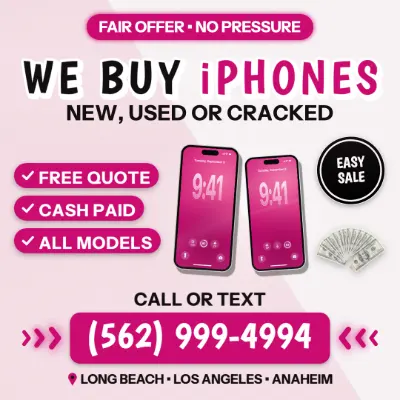 FAIR OFFER • NO PRESSURE
WE BUY iPHONES
NEW, USED OR CRACKED
FREE QUOTE
CASH PAID
ALL MODELS
9:41
9:41
EASY
SALE
CALL OR TEXT
(562) 999-4994
LONG BEACH • LOS ANGELES • ANAHEIM